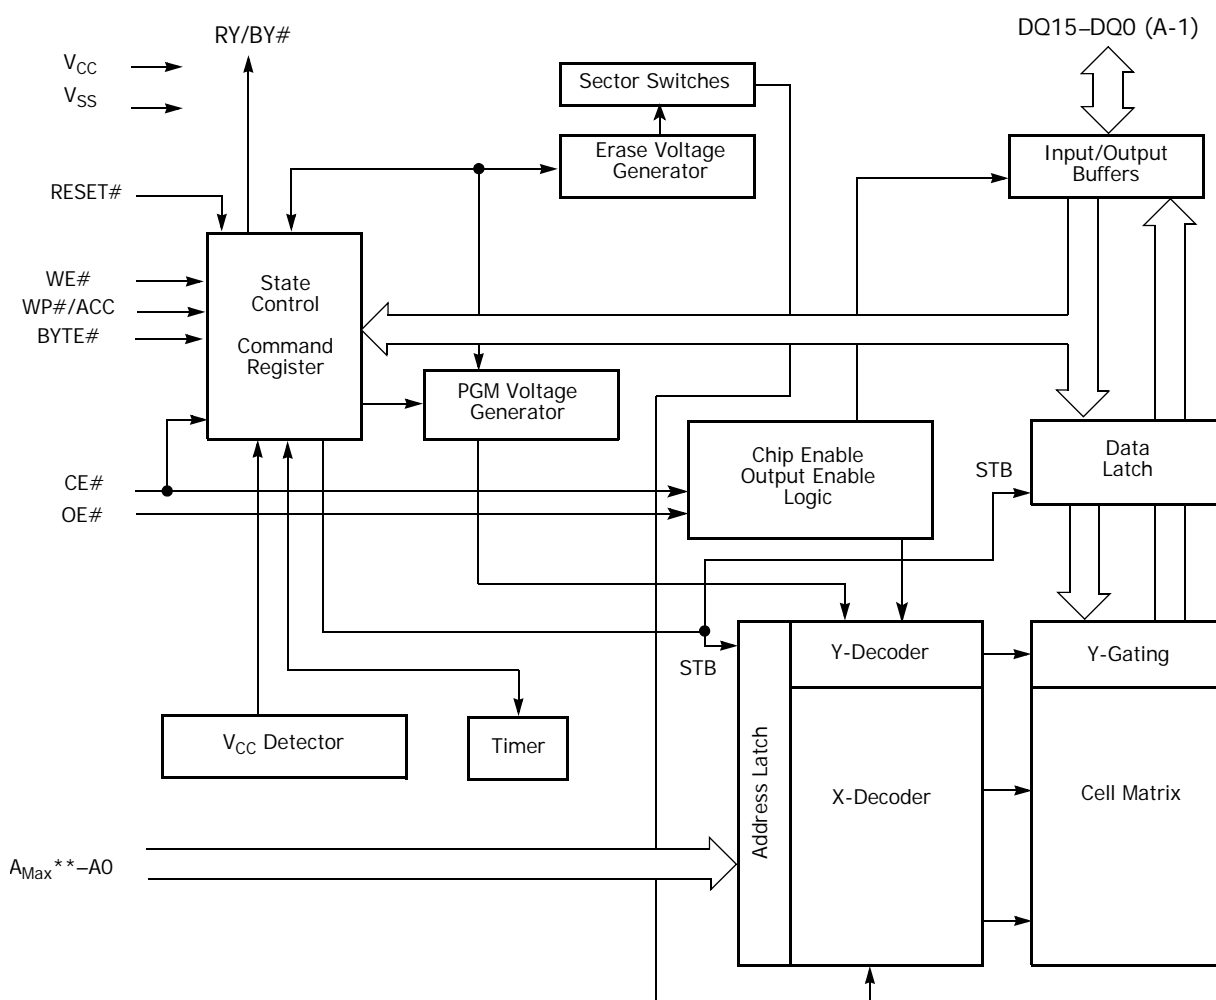 RY/BY#
DQ15–DQ0 (A-1)
VCC
VSS
Sector Switches
Erase Voltage
Generator
Input/Output
Buffers
RESET#
WE#
WP#/ACC
BYTE#
State
Control
Command
Register
PGM Voltage
Generator
Chip Enable
Output Enable
Logic
Data
Latch
STB
CE#
OE#
STB
Y-Decoder
Y-Gating
VCC Detector
Timer
Address Latch
X-Decoder
Cell Matrix
AMax**–A0